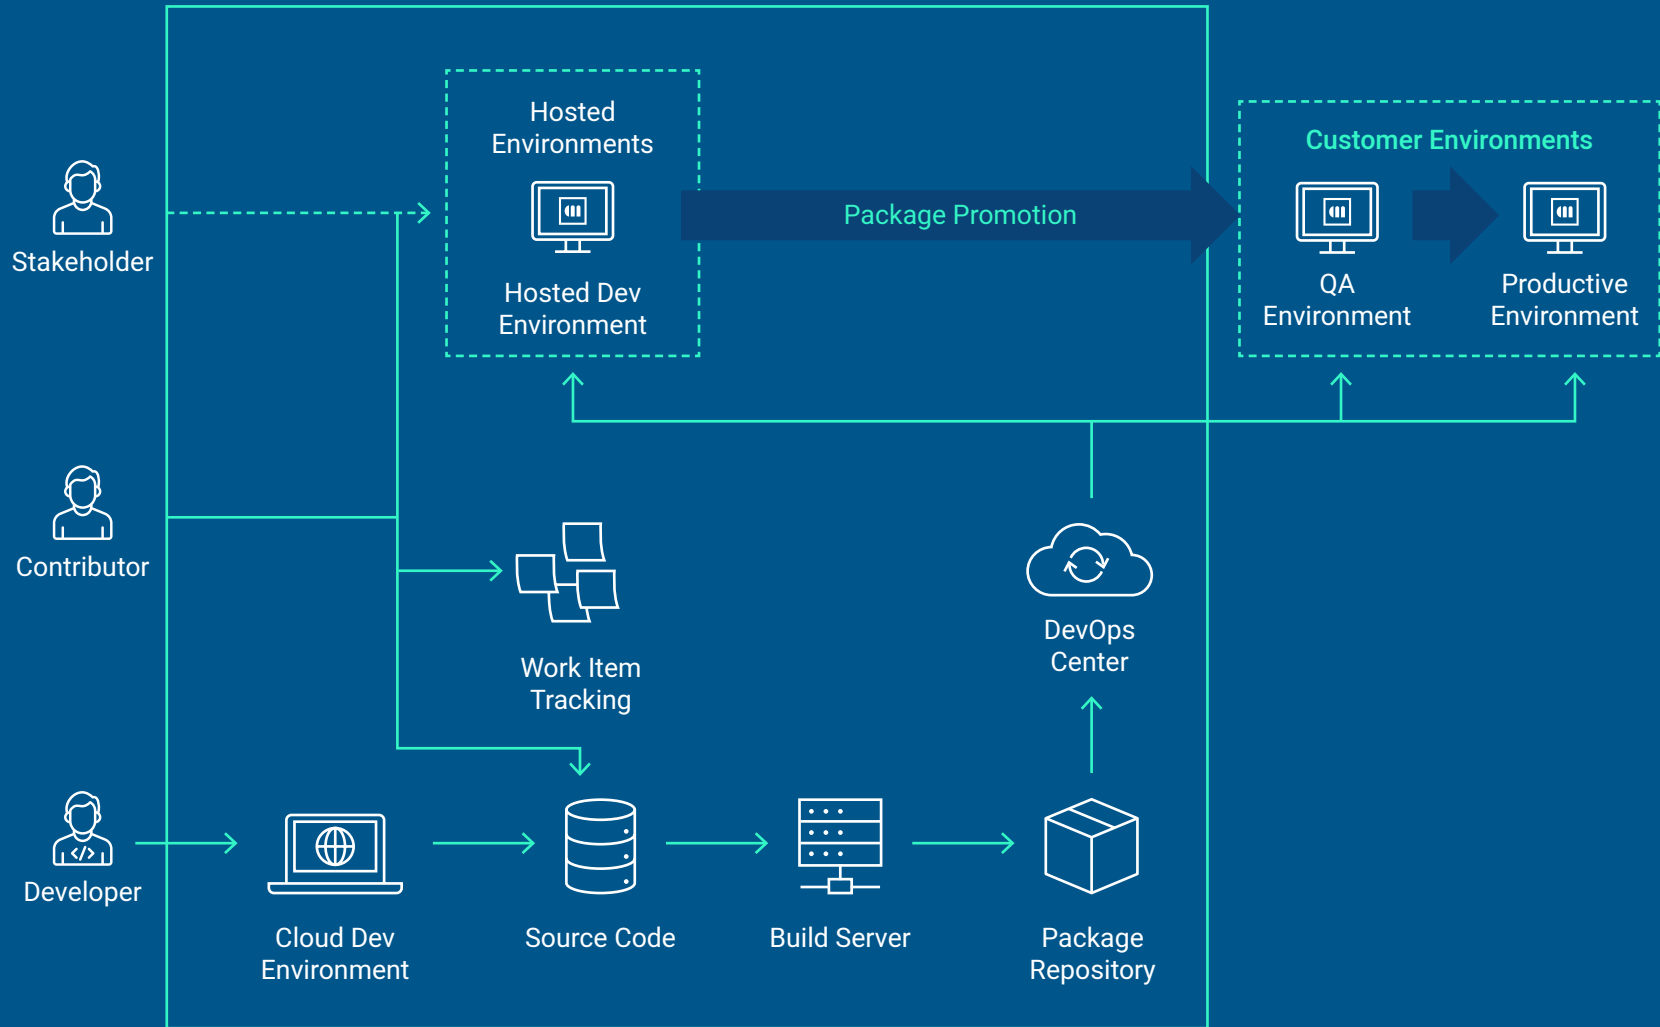 Hosted
Environments
Customer Environments
Package Promotion
Stakeholder
Hosted Dev
Environment
QA
Environment
Productive
Environment
Contributor
Work Item
Tracking
DevOps
Center
</>
Developer
Cloud Dev
Environment
Source Code
Build Server
Package
Repository